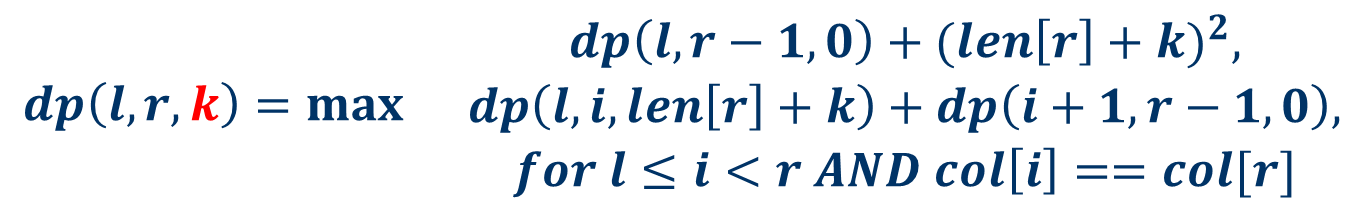 dp(l, r − 1, 0) + (len[r] + k)²,
dp(l, r, k) = max dp(l, i, len[r] + k) + dp(i + 1, r − 1, 0),
for l ≤ i < r AND col[i] == col[r]